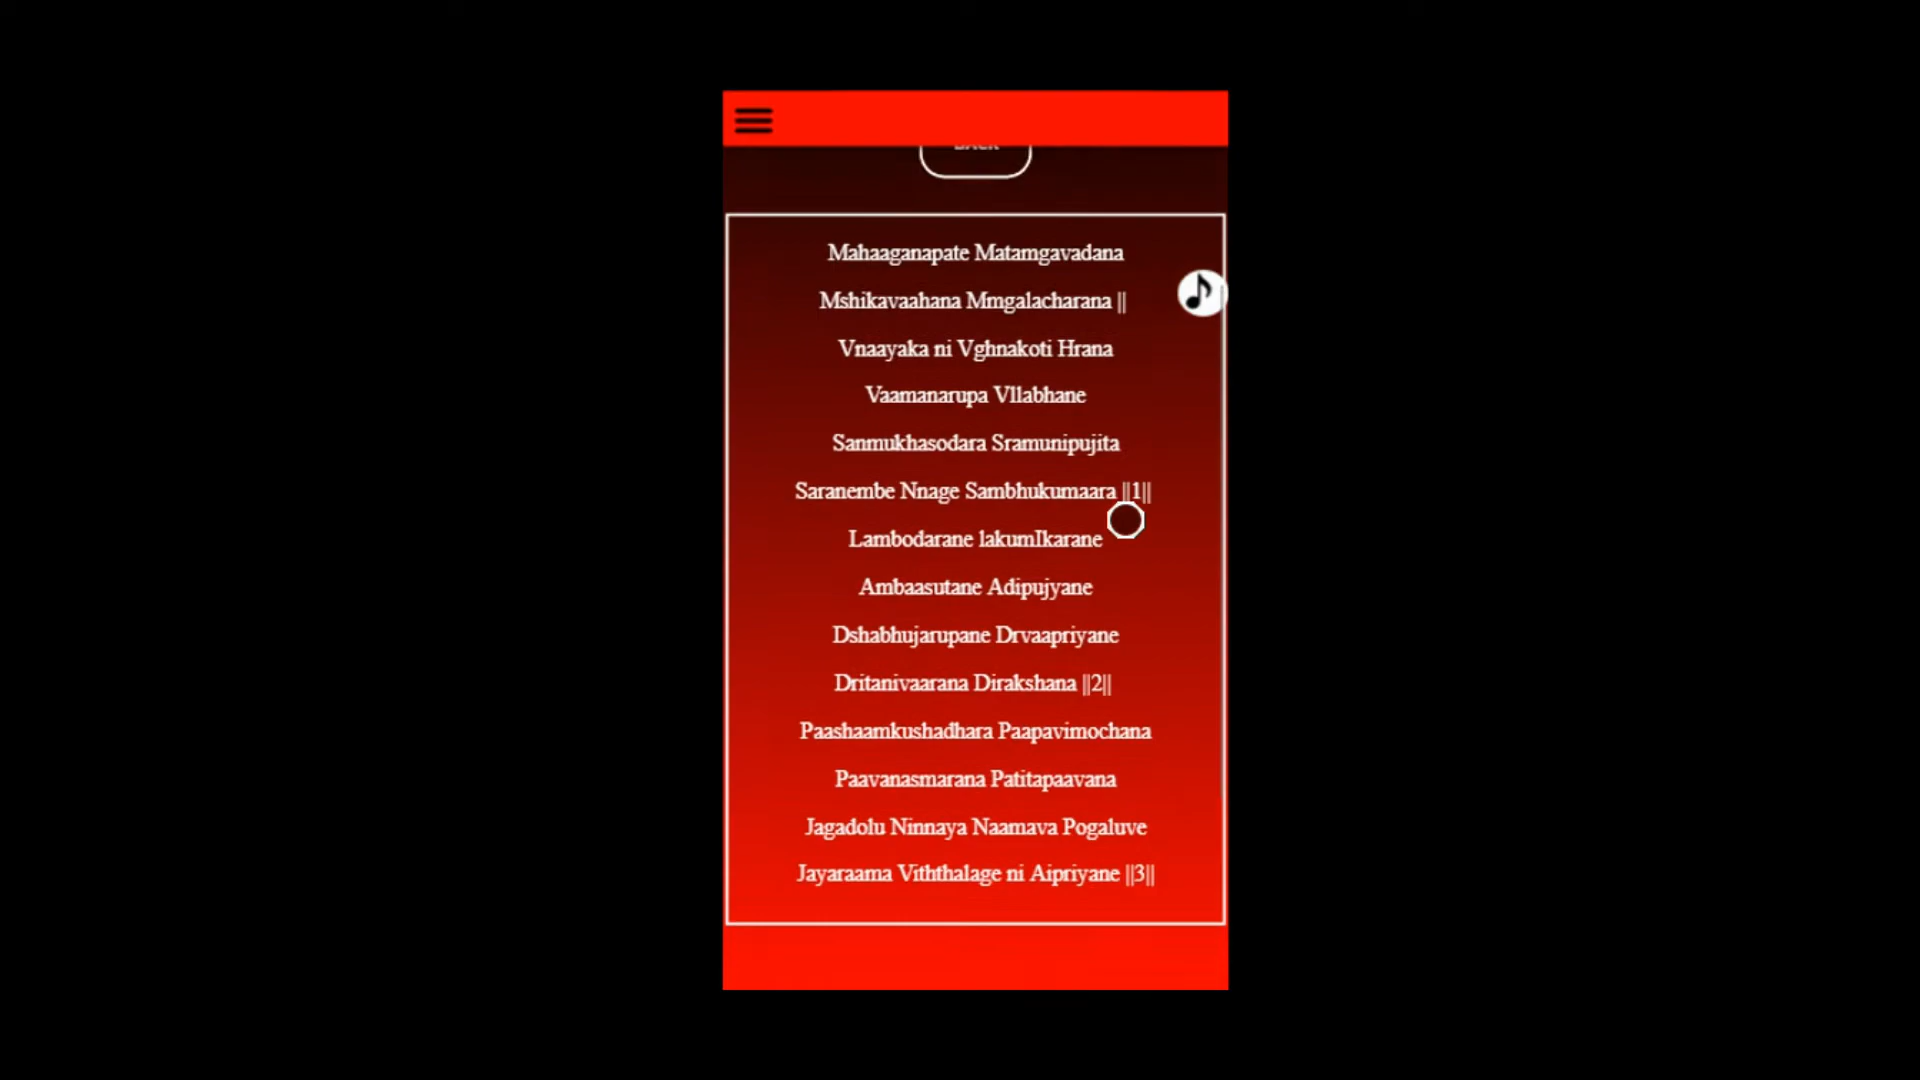 BACK
Mahaaganapate Matamgavadana
Mshikavaahana Mmgalacharana ||
Vnaayaka ni Vghnakoti Hrana
Vaamanarupa Vllabhane
Sanmukhasodara Sramunipujita
Saranembe Nnage Sambhukumaara ||1||
Lambodarane lakumIkarane
Ambaasutane Adipujyane
Dshabhujarupane Drvaapriyane
Dritanivaarana Dirakshana ||2||
Paashaamkushadhara Paapavimochana
Paavanasmarana Patitapaavana
Jagadolu Ninnaya Naamava Pogaluve
Jayaraama Viththalage ni Aipriyane ||3||